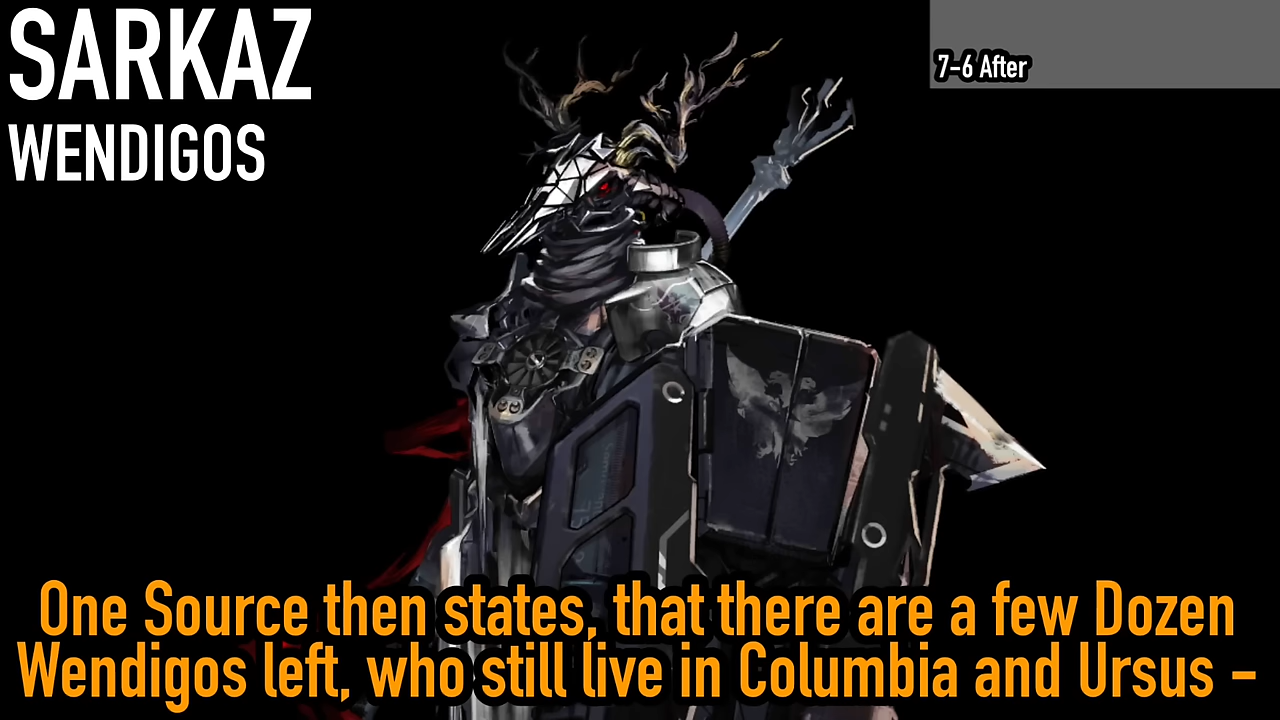 SARKAZ
WENDIGOS
7-6 After
One Source then states, that there are a few Dozen
Wendigos left, who still live in Columbia and Ursus -